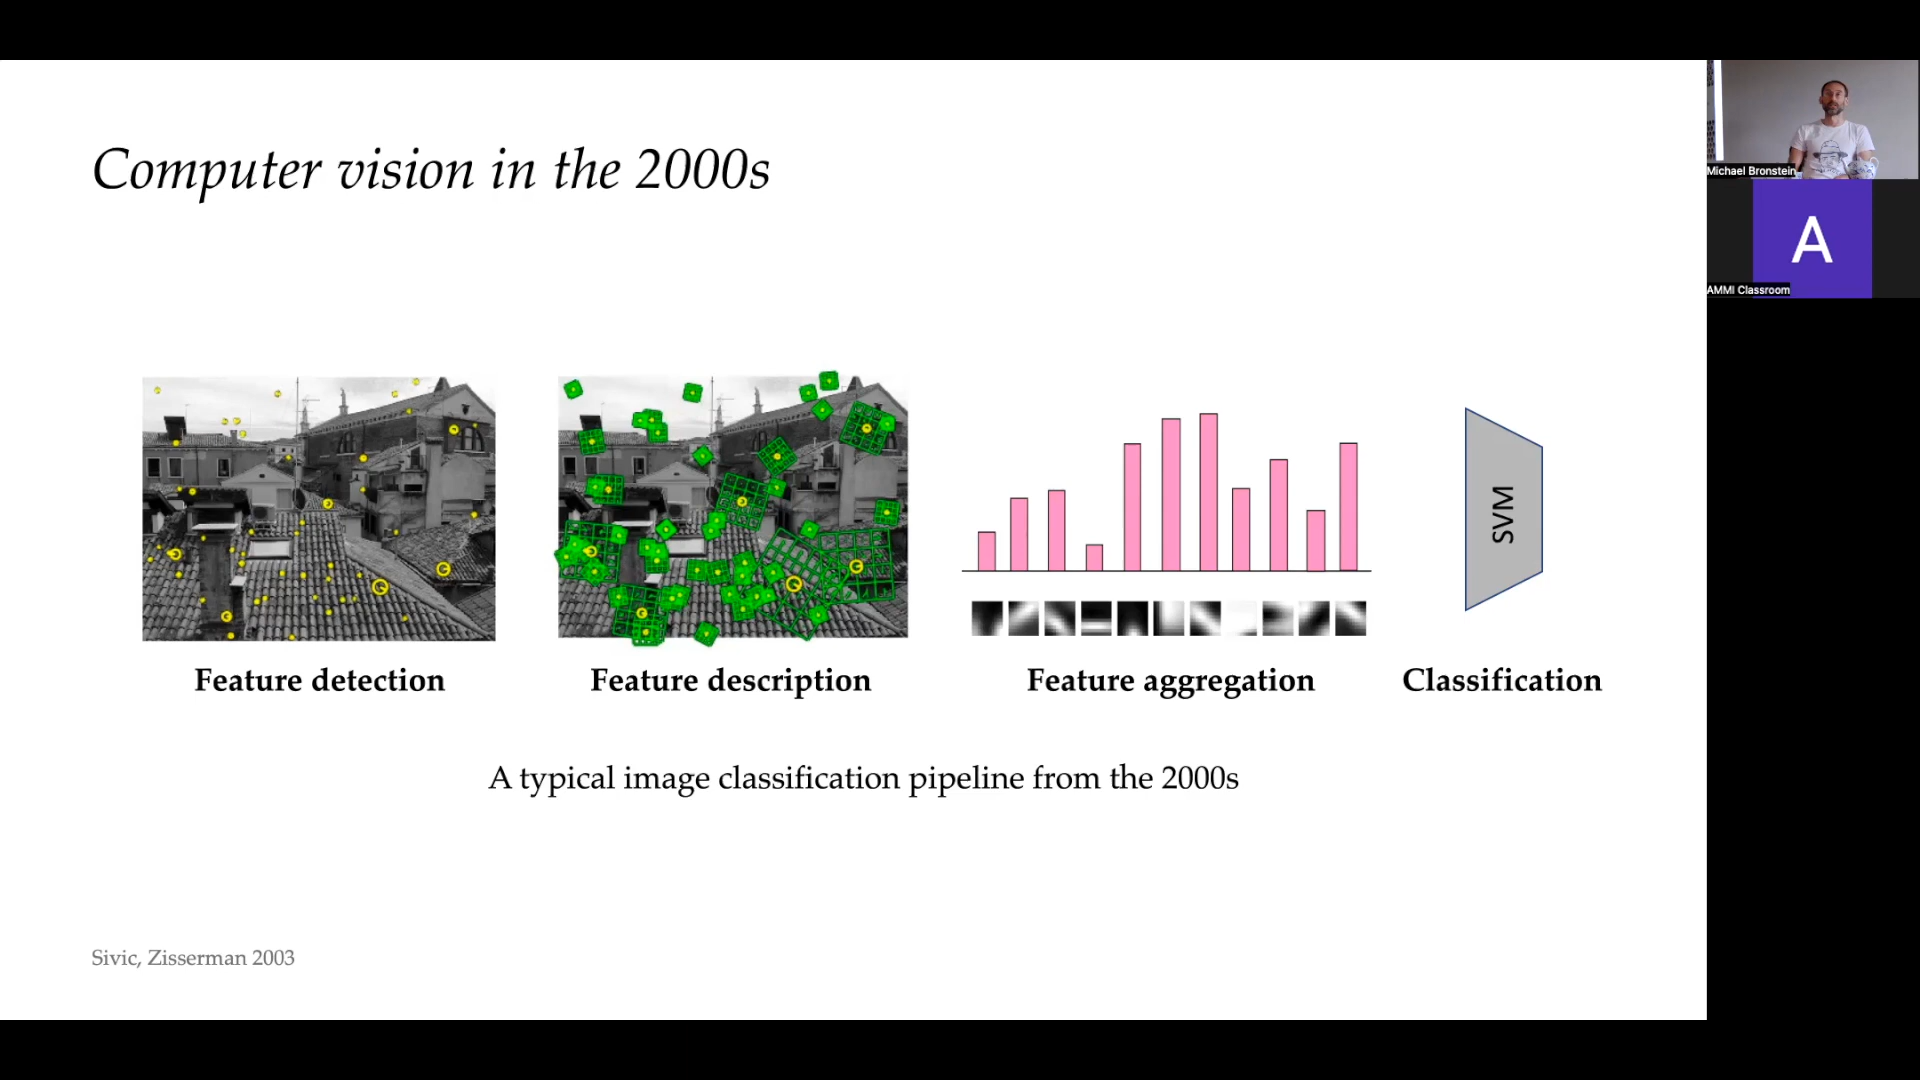 Computer vision in the 2000s
SVM
Feature detection
Feature description
Feature aggregation
Classification
A typical image classification pipeline from the 2000s
Sivic, Zisserman 2003
Michael Bronstein
A
AMMI Classroom